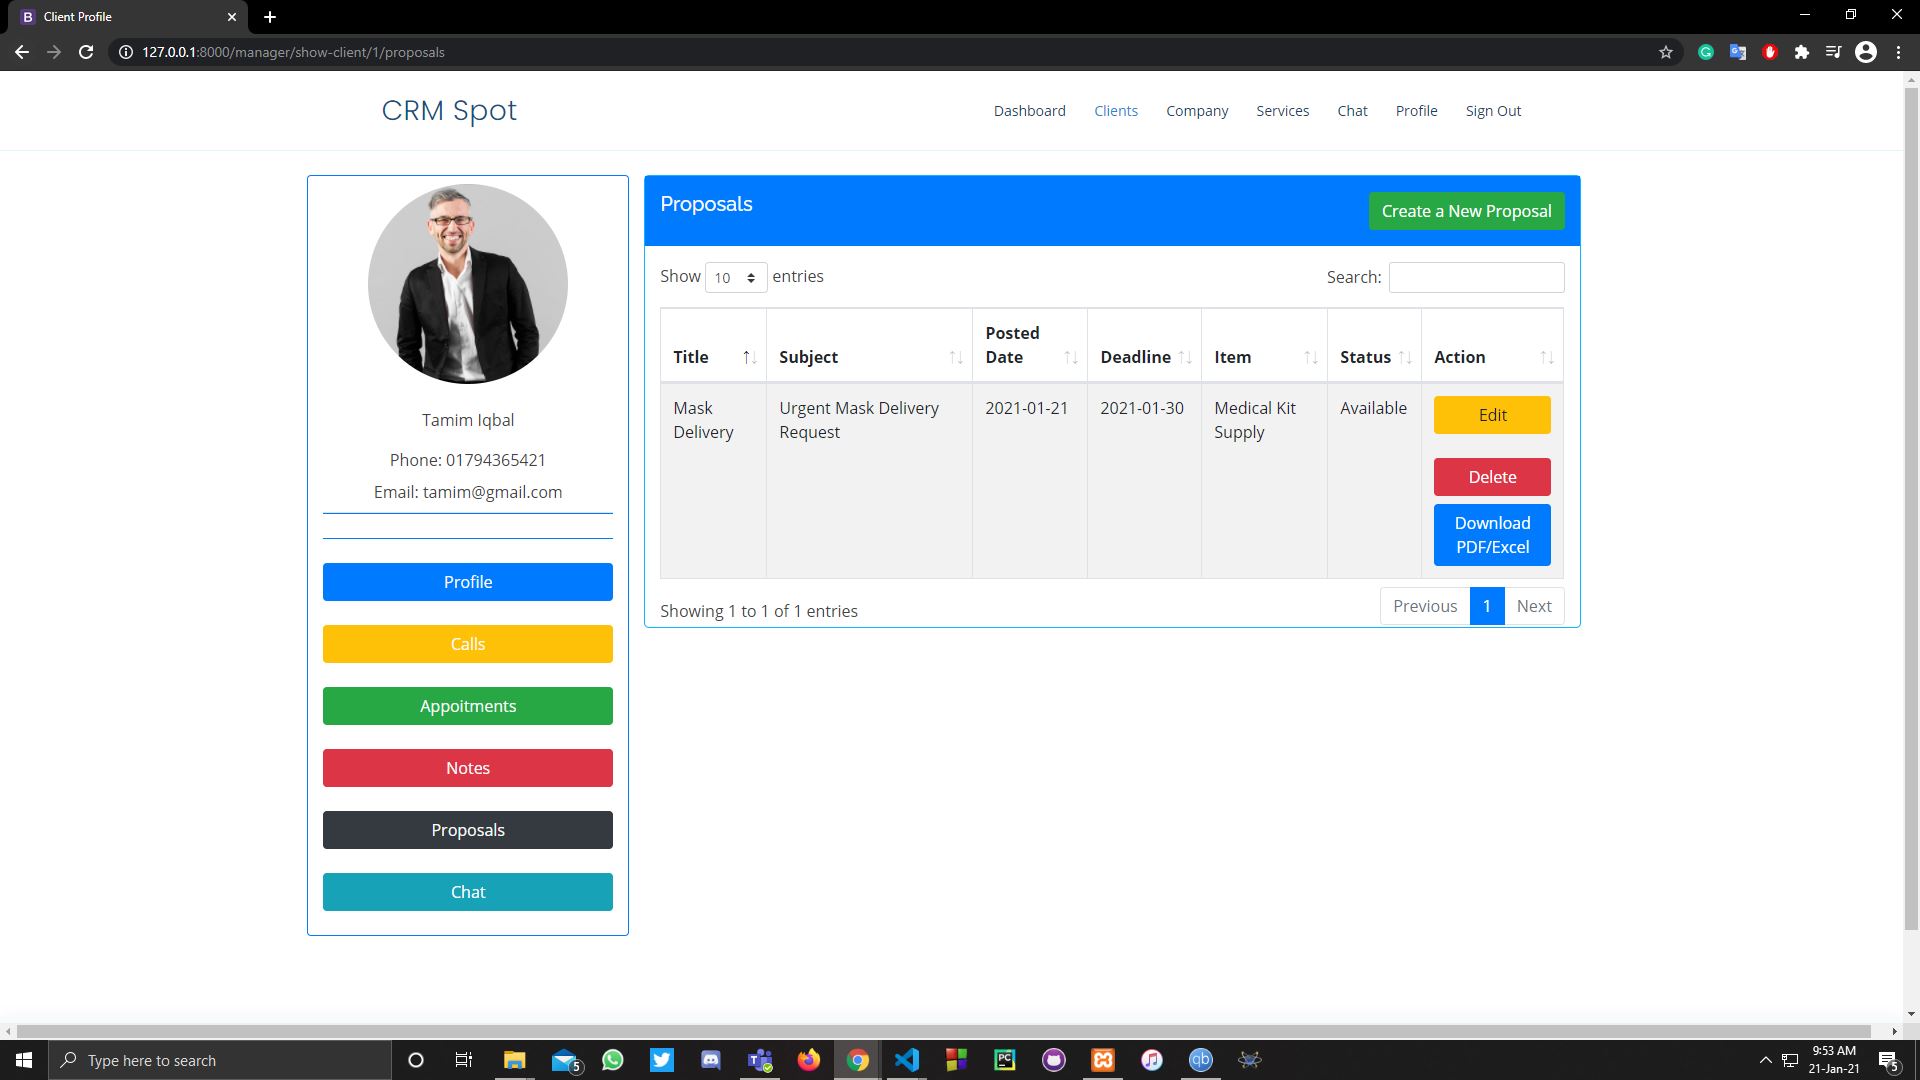 Client Profile
127.0.0.1:8000/manager/show-client/1/proposals
CRM Spot
Dashboard Clients Company Services Chat Profile Sign Out
Tamim Iqbal
Phone: 01794365421
Email: tamim@gmail.com
Profile
Calls
Appoitments
Notes
Proposals
Chat
Proposals
Create a New Proposal
Show 10 entries
Search:
Title Subject Posted Date Deadline Item Status Action
Mask Delivery Urgent Mask Delivery Request 2021-01-21 2021-01-30 Medical Kit Supply Available
Edit
Delete
Download
PDF/Excel
Showing 1 to 1 of 1 entries
Previous 1 Next
Type here to search
5
PC
qb
9:53 AM
21-Jan-21
5